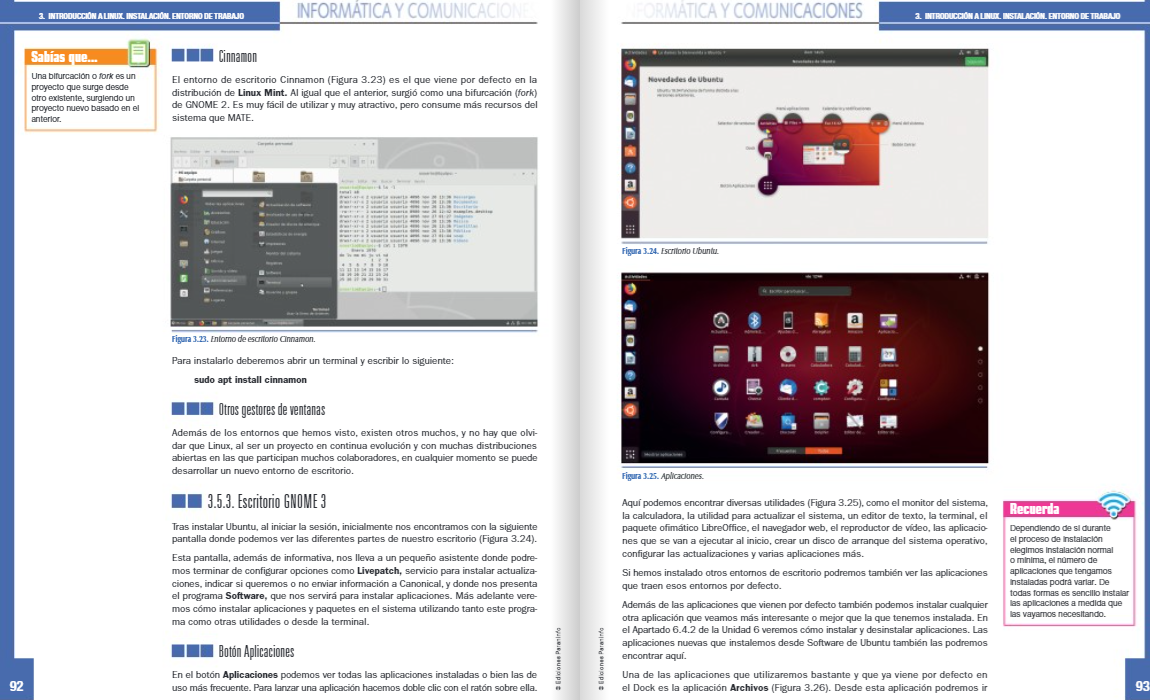 3. INTRODUCCIÓN A LINUX. INSTALACIÓN. ENTORNO DE TRABAJO
INFORMÁTICA Y COMUNICACIONES
Sabías que...
Una bifurcación o fork es un
proyecto que surge desde
otro existente, surgiendo un
proyecto nuevo basado en el
anterior.
Cinnamon
El entorno de escritorio Cinnamon (Figura 3.23) es el que viene por defecto en la
distribución de Linux Mint. Al igual que el anterior, surgió como una bifurcación (fork)
de GNOME 2. Es muy fácil de utilizar y muy atractivo, pero consume más recursos del
sistema que MATE.
Figura 3.23. Entorno de escritorio Cinnamon.
Para instalarlo deberemos abrir un terminal y escribir lo siguiente:
sudo apt install cinnamon
Otros gestores de ventanas
Además de los entornos que hemos visto, existen otros muchos, y no hay que olvi-
dar que Linux, al ser un proyecto en continua evolución y con muchas distribuciones
abiertas en las que participan muchos colaboradores, en cualquier momento se puede
desarrollar un nuevo entorno de escritorio.
3.5.3. Escritorio GNOME 3
Tras instalar Ubuntu, al iniciar la sesión, inicialmente nos encontramos con la siguiente
pantalla donde podemos ver las diferentes partes de nuestro escritorio (Figura 3.24).
Esta pantalla, además de informativa, nos lleva a un pequeño asistente donde podre-
mos terminar de configurar opciones como Livepatch, servicio para instalar actualiza-
ciones, indicar si queremos o no enviar información a Canonical, y donde nos presenta
el programa Software, que nos servirá para instalar aplicaciones. Más adelante vere-
mos cómo instalar aplicaciones y paquetes en el sistema utilizando tanto este progra-
ma como otras utilidades o desde la terminal.
Botón Aplicaciones
En el botón Aplicaciones podemos ver todas las aplicaciones instaladas o bien las de
uso más frecuente. Para lanzar una aplicación hacemos doble clic con el ratón sobre ella.
92
© Ediciones Paraninfo
INFORMÁTICA Y COMUNICACIONES
3. INTRODUCCIÓN A LINUX. INSTALACIÓN. ENTORNO DE TRABAJO
Novedades de Ubuntu
Figura 3.24. Escritorio Ubuntu.
Figura 3.25. Aplicaciones.
Aquí podemos encontrar diversas utilidades (Figura 3.25), como el monitor del sistema,
la calculadora, la utilidad para actualizar el sistema, un editor de texto, la terminal, el
paquete ofimático LibreOffice, el navegador web, el reproductor de vídeo, las aplicacio-
nes que se van a ejecutar al inicio, crear un disco de arranque del sistema operativo,
configurar las actualizaciones y varias aplicaciones más.
Si hemos instalado otros entornos de escritorio podremos también ver las aplicaciones
que traen esos entornos por defecto.
Además de las aplicaciones que vienen por defecto también podemos instalar cualquier
otra aplicación que veamos más interesante o mejor que la que tenemos instalada. En
el Apartado 6.4.2 de la Unidad 6 veremos cómo instalar y desinstalar aplicaciones. Las
aplicaciones nuevas que instalemos desde Software de Ubuntu también las podremos
encontrar aquí.
Una de las aplicaciones que utilizaremos bastante y que ya viene por defecto en
el Dock es la aplicación Archivos (Figura 3.26). Desde esta aplicación podremos ir
Recuerda
Dependiendo de si durante
el proceso de instalación
elegimos instalación normal
o mínima, el número de
aplicaciones que tengamos
instaladas podrá variar. De
todas formas es sencillo instalar
las aplicaciones a medida que
las vayamos necesitando.
© Ediciones Paraninfo
93